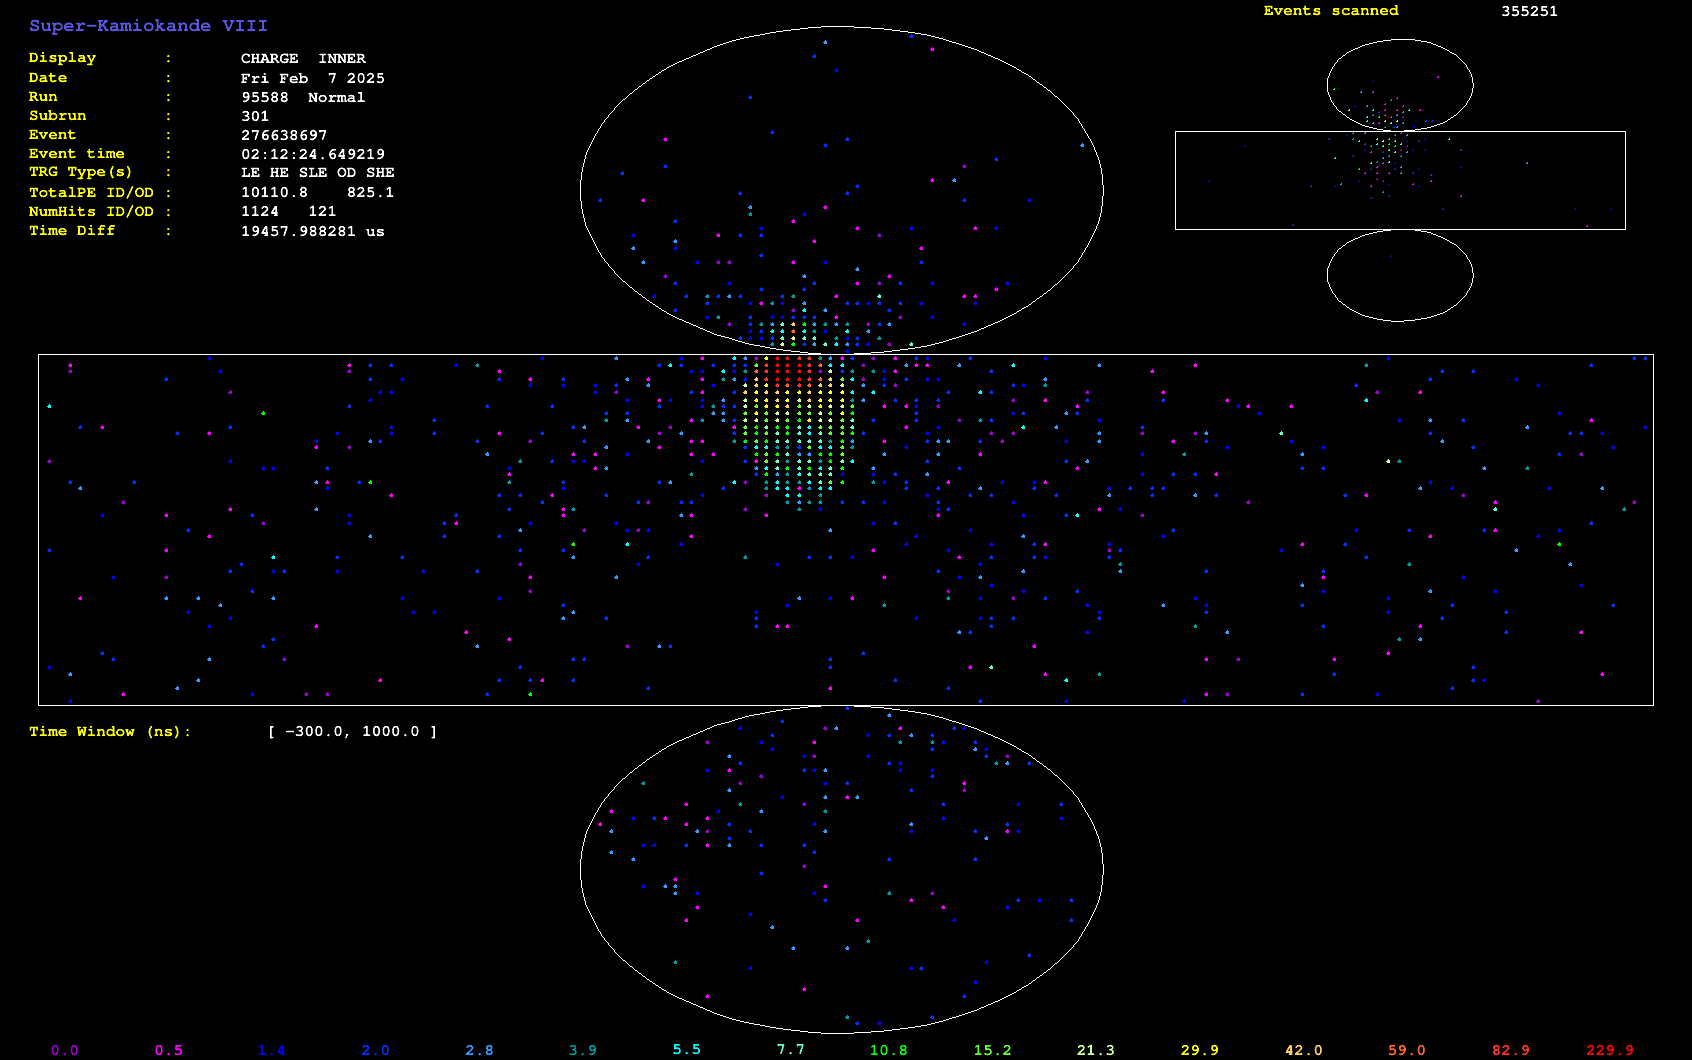 Super-Kamiokande VIII
Events scanned 355251
Display : CHARGE INNER
Date : Fri Feb 7 2025
Run : 95588 Normal
Subrun : 301
Event : 276638697
Event time : 02:12:24.649219
TRG Type(s) : LE HE SLE OD SHE
TotalPE ID/OD : 10110.8 825.1
NumHits ID/OD : 1124 121
Time Diff : 19457.988281 us
Time Window (ns): [ -300.0, 1000.0 ]
0.0 0.5 1.4 2.0 2.8 3.9 5.5 7.7 10.8 15.2 21.3 29.9 42.0 59.0 82.9 229.9